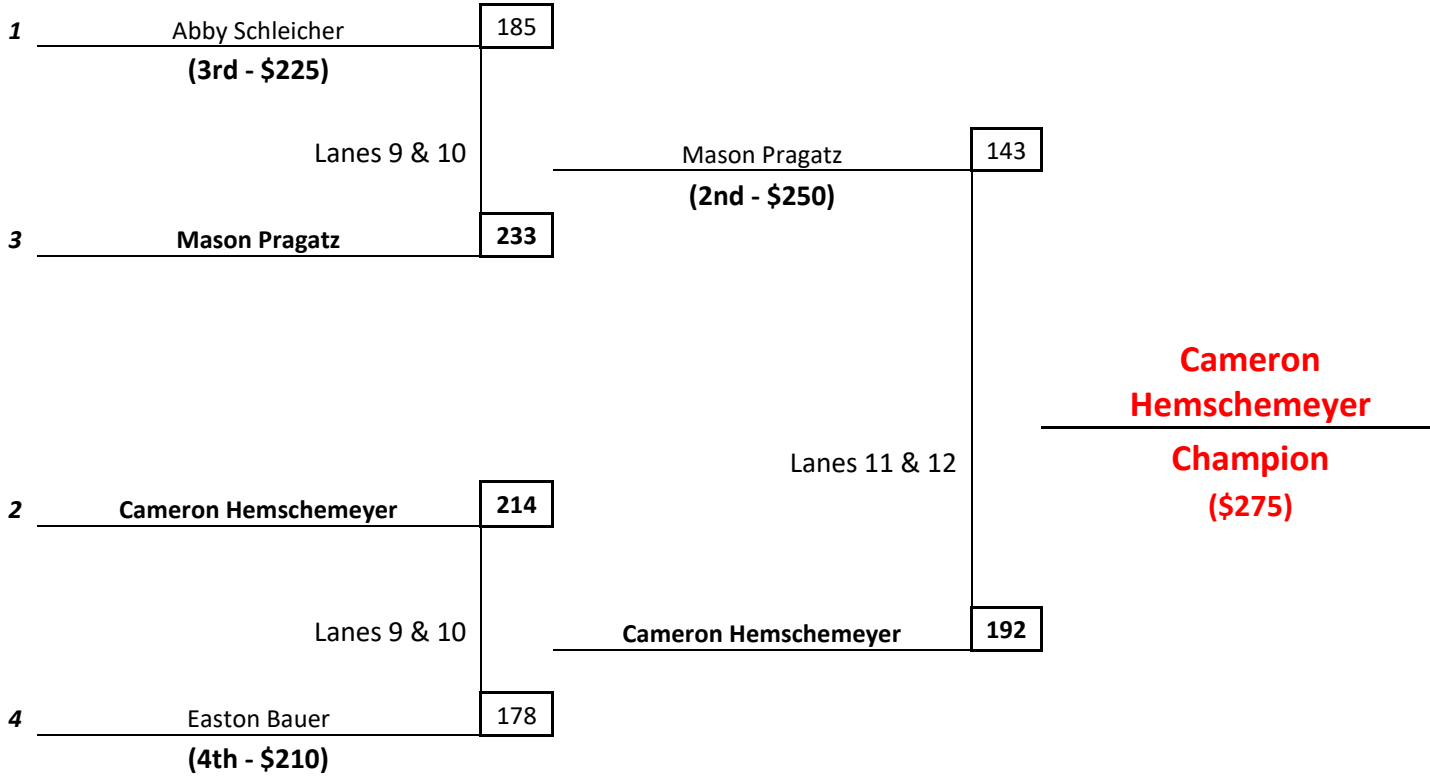 1 Abby Schleicher 185
(3rd - $225)
Lanes 9 & 10
Mason Pragatz 143
(2nd - $250)
3 Mason Pragatz 233
Cameron
Hemschemeyer
Champion
($275)
Lanes 11 & 12
2 Cameron Hemschemeyer 214
Lanes 9 & 10
Cameron Hemschemeyer 192
4 Easton Bauer 178
(4th - $210)